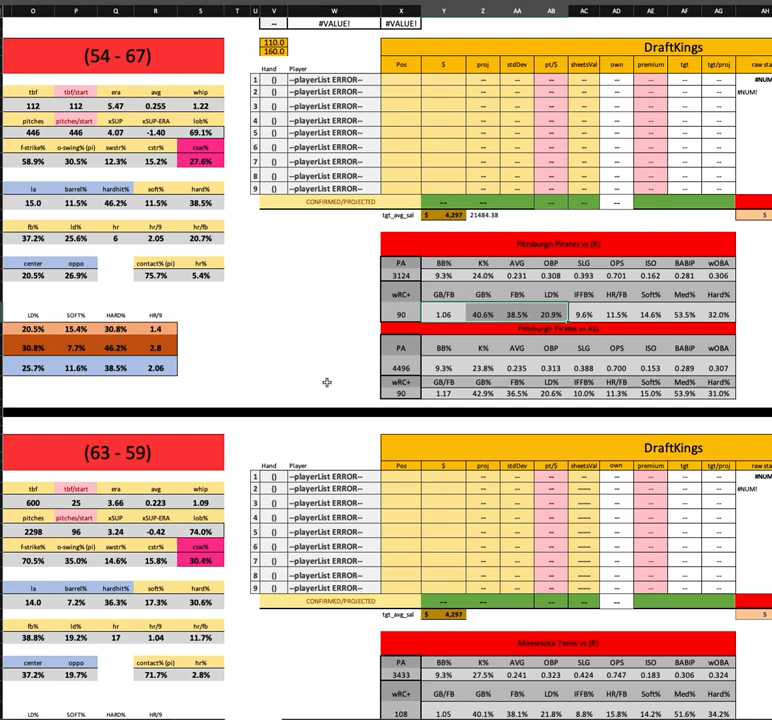 O P Q R S T U V W X Y Z AA AB AC AD AE AF AG AH
-- #VALUE! #VALUE!
(54 - 67) 110.0 DraftKings
160.0
Hand Player Pos $ proj stdDev pt/$ sheetsVal own premium tgt tgt/proj raw sta
tbf tbf/start era avg whip 1 () --playerList ERROR-- -- -- -- -- -- -- -- -- #NUM
112 112 5.47 0.255 1.22 2 () --playerList ERROR-- -- -- -- -- -- -- -- -- #NUM!
pitches pitches/start xSUP xSUP-ERA lob% 3 () --playerList ERROR-- -- -- -- -- -- -- -- --
446 446 4.07 -1.40 69.1% 4 () --playerList ERROR-- -- -- -- -- -- -- -- --
5 () --playerList ERROR-- -- -- -- -- -- -- -- --
f-strike% o-swing% (pi) swstr% cstr% csw% 6 () --playerList ERROR-- -- -- -- -- -- -- -- --
58.9% 30.5% 12.3% 15.2% 27.6% 7 () --playerList ERROR-- -- -- -- -- -- -- -- --
8 () --playerList ERROR-- -- -- -- -- -- -- -- --
la barrel% hardhit% soft% hard% 9 () --playerList ERROR-- -- -- -- -- -- -- -- --
15.0 11.5% 46.2% 11.5% 38.5% CONFIRMED/PROJECTED -- -- -- --
tgt_avg_sal $ 4,297 21484.38 S
fb% ld% hr hr/9 hr/fb
37.2% 25.6% 6 2.05 20.7% Pittsburgh Pirates vs (R)
center oppo contact% (pi) hr% PA BB% K% AVG OBP SLG OPS ISO BABIP wOBA
20.5% 26.9% 75.7% 5.4% 3124 9.3% 24.0% 0.231 0.308 0.393 0.701 0.162 0.281 0.306
wRC+ GB/FB GB% FB% LD% IFFB% HR/FB Soft% Med% Hard%
LD% SOFT% HARD% HR/9 90 1.06 40.6% 38.5% 20.9% 9.6% 11.5% 14.6% 53.5% 32.0%
20.5% 15.4% 30.8% 1.4 Pittsburgh Pirates vs ALL
30.8% 7.7% 46.2% 2.8 PA BB% K% AVG OBP SLG OPS ISO BABIP wOBA
25.7% 11.6% 38.5% 2.06 4496 9.3% 23.8% 0.235 0.313 0.388 0.700 0.153 0.289 0.307
wRC+ GB/FB GB% FB% LD% IFFB% HR/FB Soft% Med% Hard%
90 1.17 42.9% 36.5% 20.6% 10.0% 11.3% 15.0% 53.9% 31.0%
(63 - 59) DraftKings
Hand Player Pos $ proj stdDev pt/$ sheetsVal own premium tgt tgt/proj raw sta
1 () --playerList ERROR-- -- -- -- ----- -- -- -- -- #NUM
tbf tbf/start era avg whip 2 () --playerList ERROR-- -- -- -- ----- -- -- -- -- #NUM!
600 25 3.66 0.223 1.09 3 () --playerList ERROR-- -- -- -- ----- -- -- -- --
pitches pitches/start xSUP xSUP-ERA lob% 4 () --playerList ERROR-- -- -- -- ----- -- -- -- --
2298 96 3.24 -0.42 74.0% 5 () --playerList ERROR-- -- -- -- ----- -- -- -- --
f-strike% o-swing% (pi) swstr% cstr% csw% 6 () --playerList ERROR-- -- -- -- ----- -- -- -- --
70.5% 35.0% 14.6% 15.8% 30.4% 7 () --playerList ERROR-- -- -- -- ----- -- -- -- --
8 () --playerList ERROR-- -- -- -- ----- -- -- -- --
la barrel% hardhit% soft% hard% 9 () --playerList ERROR-- -- -- -- ----- -- -- -- --
14.0 7.2% 36.3% 17.3% 30.6% CONFIRMED/PROJECTED -- -- -- --
tgt_avg_sal $ 4,297 S
fb% ld% hr hr/9 hr/fb
38.8% 19.2% 17 1.04 11.7% Minnesota Twins vs (R)
center oppo contact% (pi) hr% PA BB% K% AVG OBP SLG OPS ISO BABIP wOBA
37.2% 19.7% 71.7% 2.8% 3433 9.3% 27.5% 0.241 0.323 0.424 0.747 0.183 0.306 0.324
wRC+ GB/FB GB% FB% LD% IFFB% HR/FB Soft% Med% Hard%
LD% SOFT% HARD% HR/9 108 1.05 40.1% 38.1% 21.8% 8.8% 15.8% 14.2% 51.6% 34.2%